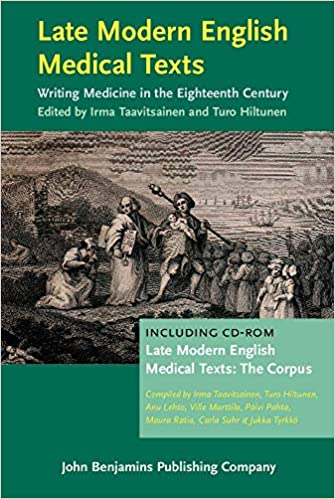 Late Modern English
Medical Texts
Writing Medicine in the Eighteenth Century
Edited by Irma Taavitsainen and Turo Hiltunen
INCLUDING CD-ROM
Late Modern English
Medical Texts: The Corpus
Compiled by Irma Taavitsainen, Turo Hiltunen,
Anu Lehto, Ville Marttila, Päivi Pahta,
Maura Ratia, Carla Suhr & Jukka Tyrkkö
John Benjamins Publishing Company